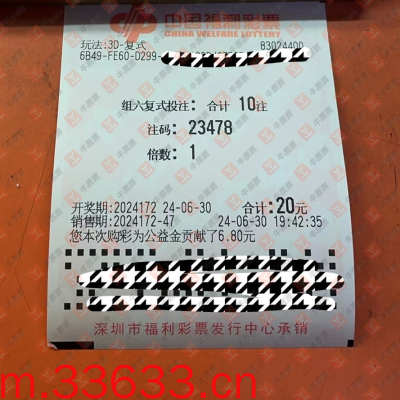 中国福利彩票
CHINA WELFARE LOTTERY
玩法:3D-复式 83024400
6B49-FE60-D299-
组六复式投注: 合计 10注
注码: 23478
倍数: 1
开奖期:2024172 24-06-30 合计:20元
销售期:2024172-47 24-06-30 19:42:35
您本次购彩为公益金贡献了6.80元
深圳市福利彩票发行中心承销
m.33633.cn